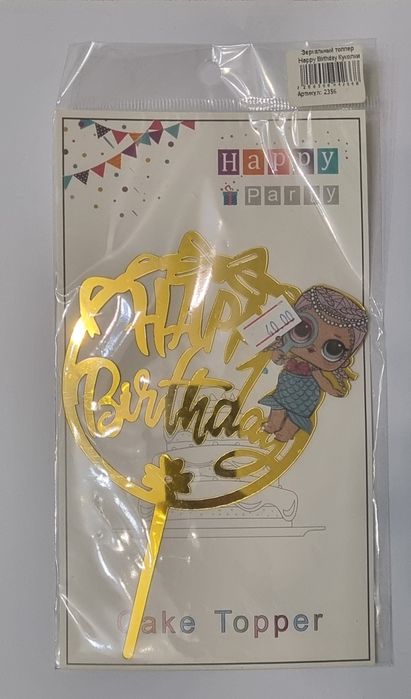 Зеркальный топпер
Happy Birthday Куколки
Артикул: 2356
Happy
Party
40.00
HAPPY
Birthday
Cake Topper